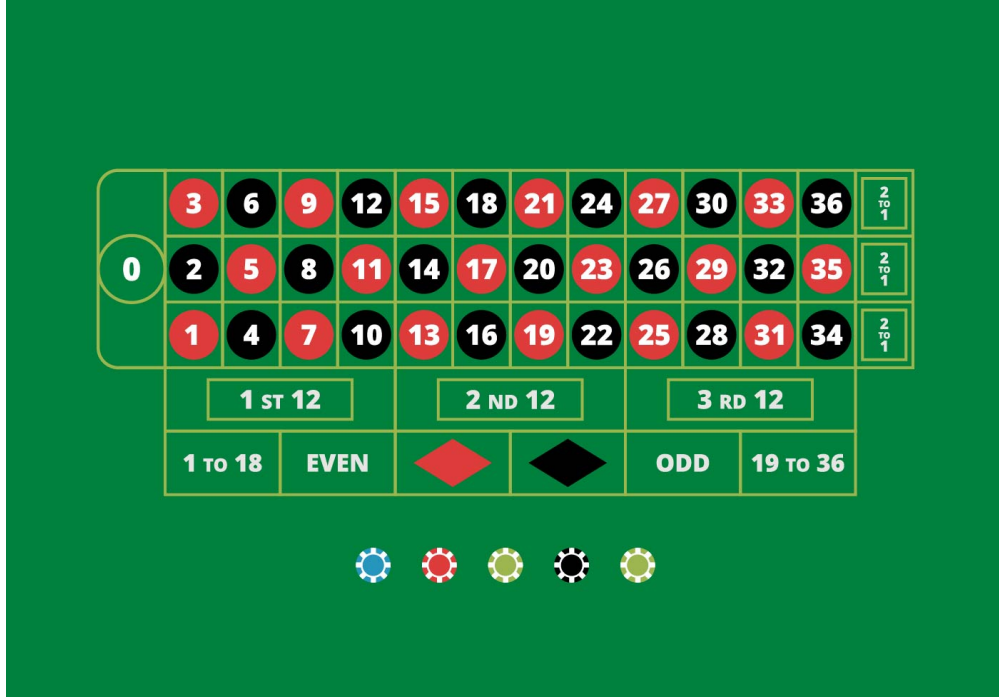 3 6 9 12 15 18 21 24 27 30 33 36 2 TO 1
0 2 5 8 11 14 17 20 23 26 29 32 35 2 TO 1
1 4 7 10 13 16 19 22 25 28 31 34 2 TO 1
1 ST 12 2 ND 12 3 RD 12
1 TO 18 EVEN ODD 19 TO 36